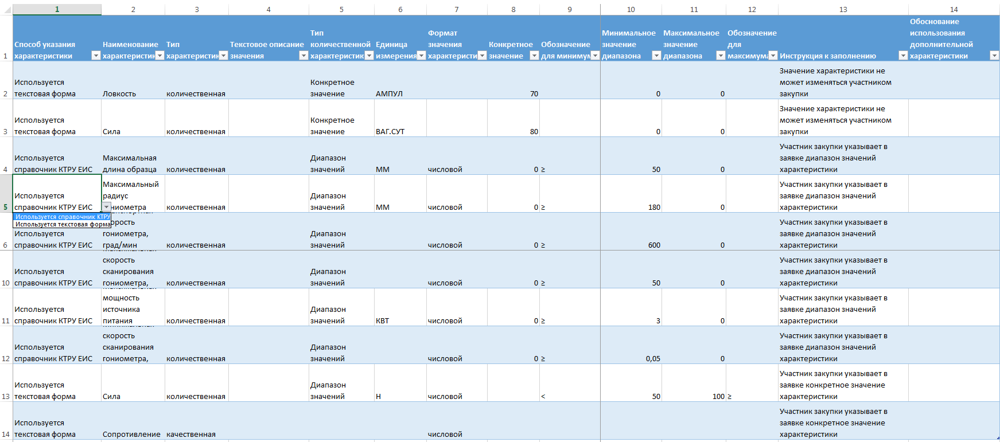 1 2 3 4 5 6 7 8 9 10 11 12 13 14
1
Способ указания
характеристики
Наименование
характеристик
Тип
характеристик
Текстовое описание
значения
Тип
количественной
характеристик
Единица
измерения
Формат
значения
характеристи
Конкретное
значение
Обозначение
для минимум
Минимальное
значение
диапазона
Максимальное
значение
диапазона
Обозначение
для
максимума
Инструкция к заполнению
Обоснование
использования
дополнительной
характеристики
2
Используется
текстовая форма
Ловкость
количественная
Конкретное
значение
АМПУЛ
70
0
0
Значение характеристики не
может изменяться участником
закупки
3
Используется
текстовая форма
Сила
количественная
Конкретное
значение
ВАГ.СУТ
80
0
0
Значение характеристики не
может изменяться участником
закупки
4
Используется
справочник КТРУ ЕИС
Максимальная
длина образца
количественная
Диапазон
значений
ММ
числовой
0
≥
50
0
Участник закупки указывает в
заявке диапазон значений
характеристики
5
Используется
справочник КТРУ ЕИС
Используется справочник КТРУ
Используется текстовая форма
Максимальный
радиус
ниометра
количественная
Диапазон
значений
ММ
числовой
0
≥
180
0
Участник закупки указывает в
заявке диапазон значений
характеристики
6
Используется
справочник КТРУ ЕИС
орость
гониометра,
град/мин
количественная
Диапазон
значений
числовой
0
≥
600
0
Участник закупки указывает в
заявке диапазон значений
характеристики
10
Используется
справочник КТРУ ЕИС
скорость
сканирования
гониометра,
количественная
Диапазон
значений
числовой
0
≥
50
0
Участник закупки указывает в
заявке диапазон значений
характеристики
11
Используется
справочник КТРУ ЕИС
мощность
источника
питания
количественная
Диапазон
значений
КВТ
числовой
0
≥
3
0
Участник закупки указывает в
заявке диапазон значений
характеристики
12
Используется
справочник КТРУ ЕИС
скорость
сканирования
гониометра,
количественная
Диапазон
значений
числовой
0
≥
0,05
0
Участник закупки указывает в
заявке диапазон значений
характеристики
13
Используется
текстовая форма
Сила
количественная
Диапазон
значений
Н
числовой
<
50
100
≥
Участник закупки указывает в
заявке конкретное значение
характеристики
14
Используется
текстовая форма
Сопротивление
качественная
числовой
Участник закупки указывает в
заявке конкретное значение
характеристики